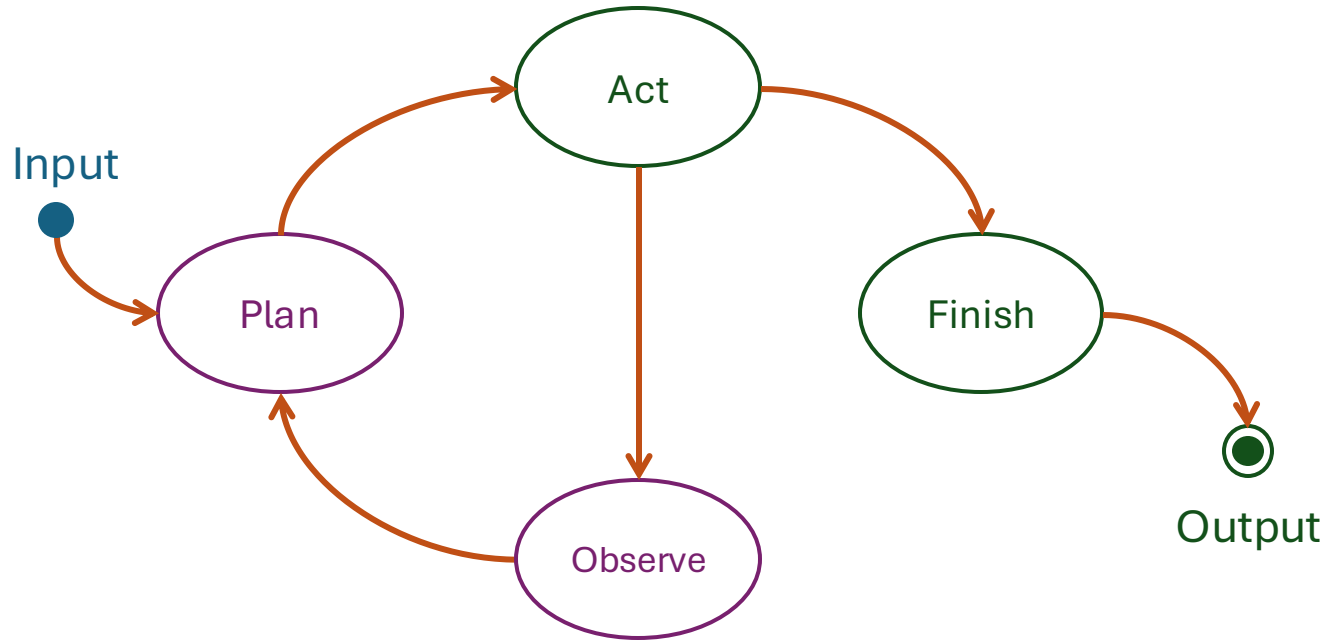 Act
Input
Plan
Finish
Observe
Output